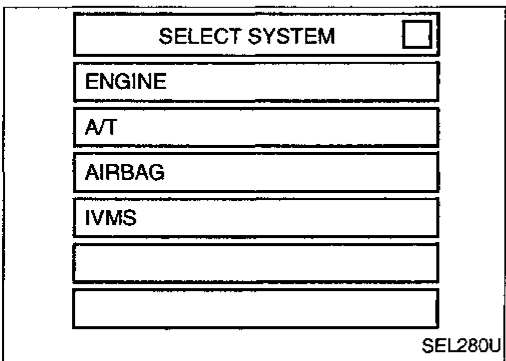 SELECT SYSTEM
ENGINE
A/T
AIRBAG
IVMS
SEL280U